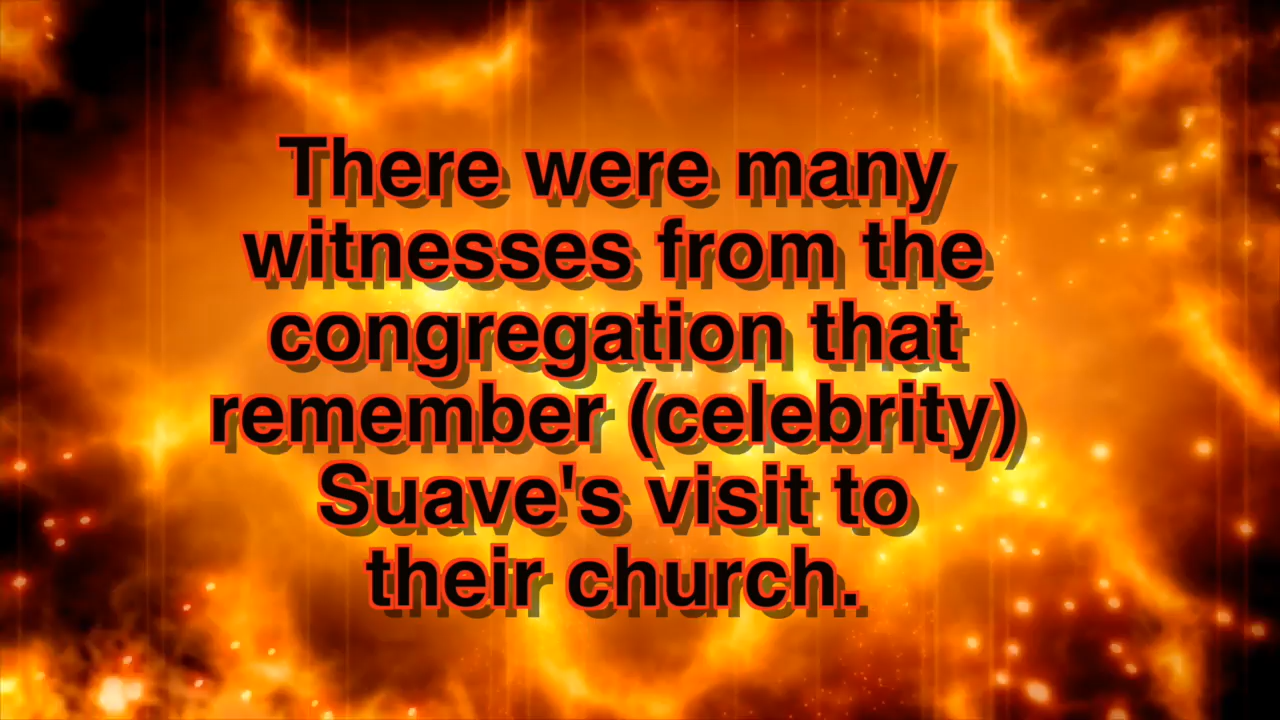 There were many
witnesses from the
congregation that
remember (celebrity)
Suave's visit to
their church.